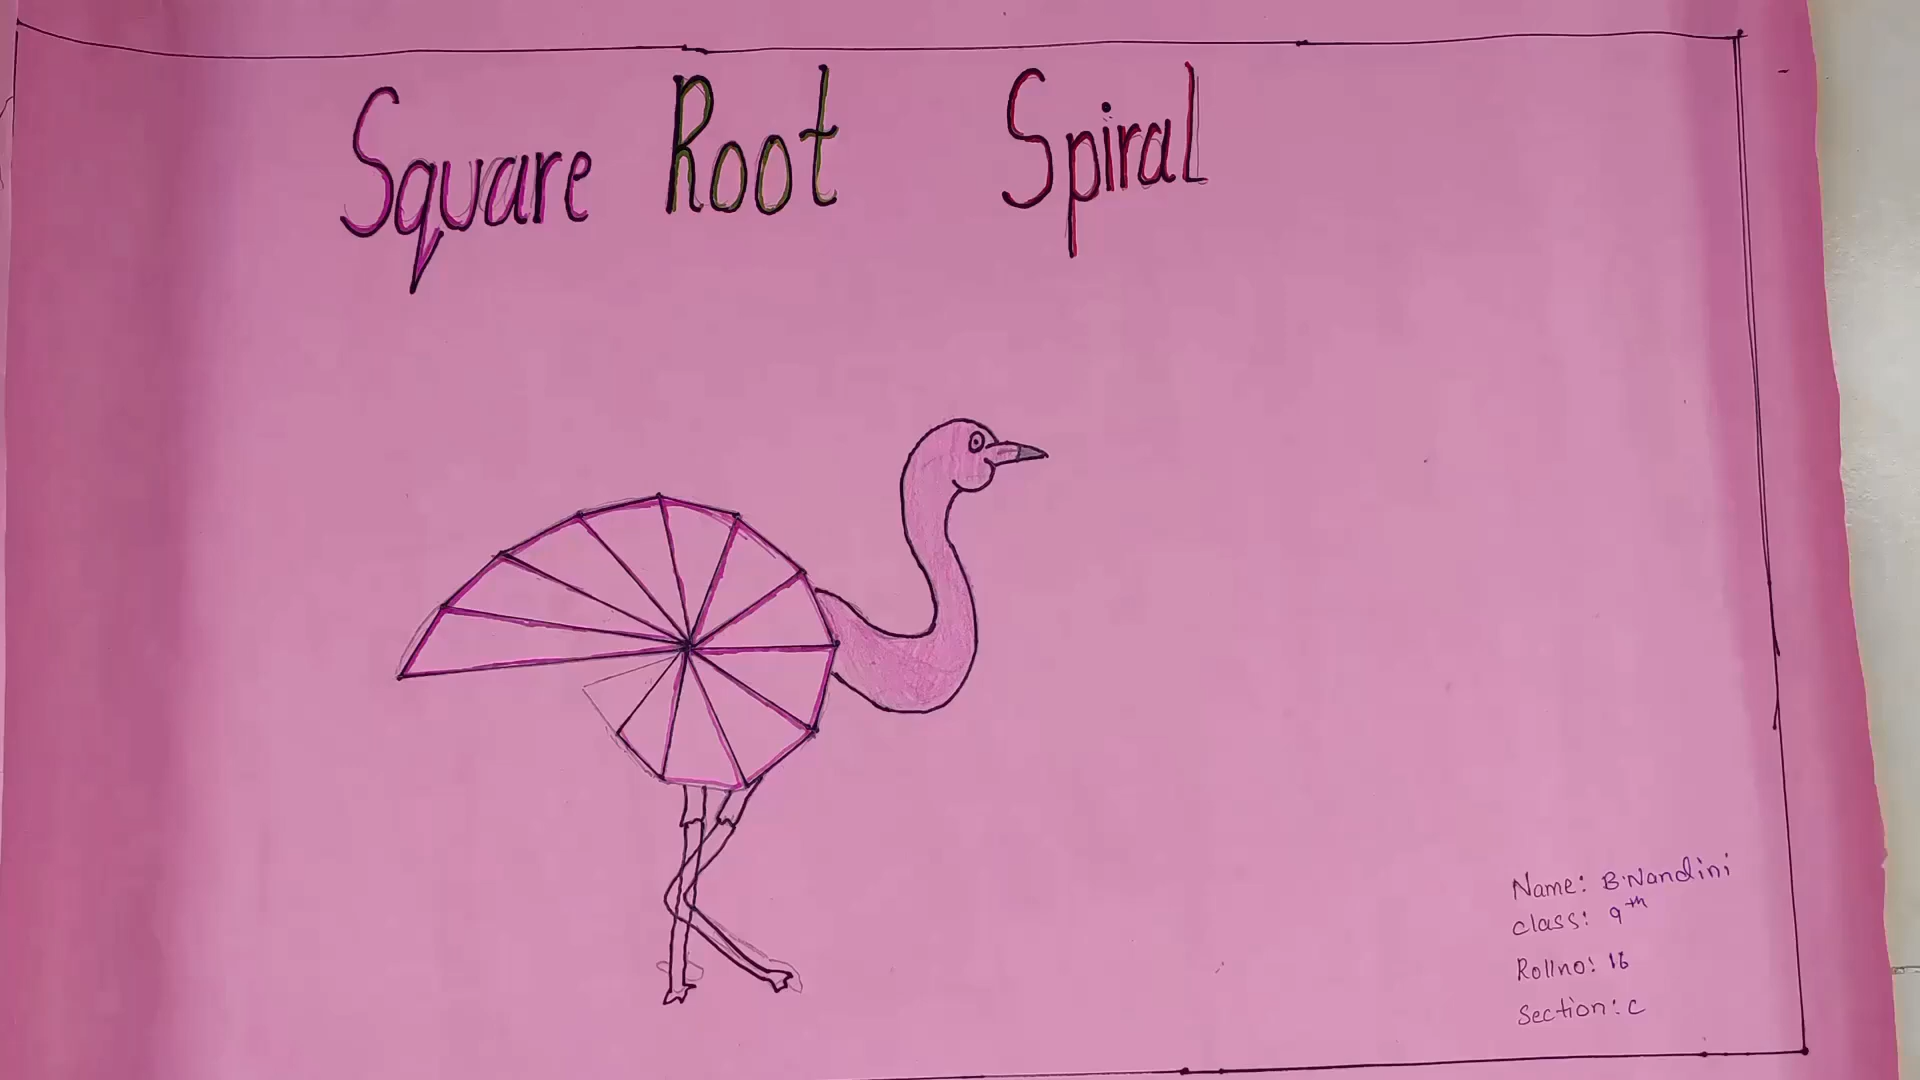 Square Root Spiral
Name: B.Nandini
class: 9th
Rollno: 16
Section: C